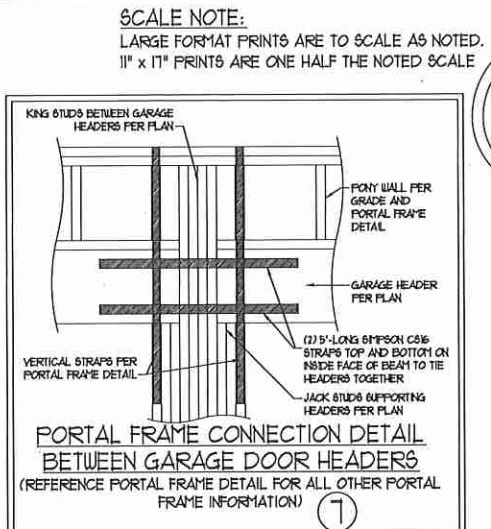 SCALE NOTE:
LARGE FORMAT PRINTS ARE TO SCALE AS NOTED.
11" x 17" PRINTS ARE ONE HALF THE NOTED SCALE
KING STUDS BETWEEN GARAGE
HEADERS PER PLAN
PONY WALL PER
GRADE AND
PORTAL FRAME
DETAIL
GARAGE HEADER
PER PLAN
(2) 5'-LONG SIMPSON CS16
STRAPS TOP AND BOTTOM ON
INSIDE FACE OF BEAM TO TIE
HEADERS TOGETHER
VERTICAL STRAPS PER
PORTAL FRAME DETAIL
JACK STUDS SUPPORTING
HEADERS PER PLAN
PORTAL FRAME CONNECTION DETAIL
BETWEEN GARAGE DOOR HEADERS
(REFERENCE PORTAL FRAME DETAIL FOR ALL OTHER PORTAL
FRAME INFORMATION)
7